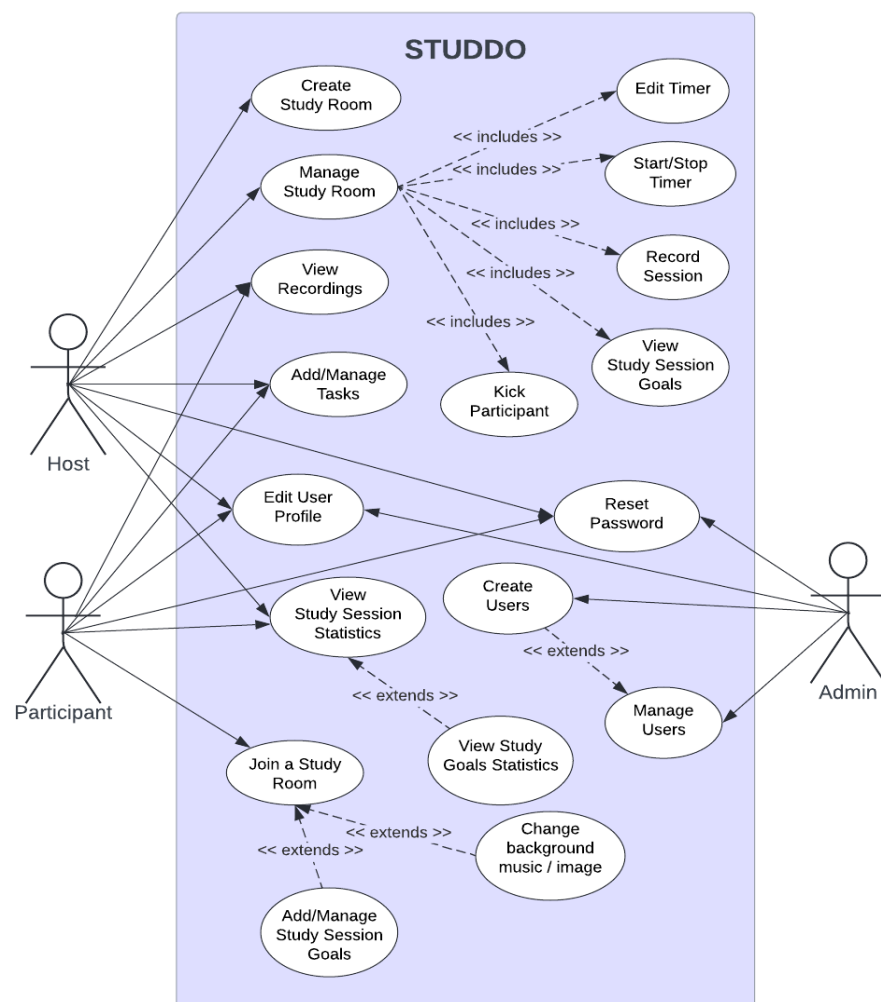 STUDDO
Create
Study Room
Edit Timer
<< includes >>
Manage
Study Room
<< includes >>
Start/Stop
Timer
<< includes >>
View
Recordings
Record
Session
<< includes >>
<< includes >>
View
Study Session
Goals
Add/Manage
Tasks
Kick
Participant
Host
Edit User
Profile
Reset
Password
View
Study Session
Statistics
Create
Users
<< extends >>
Participant
Admin
<< extends >>
Manage
Users
View Study
Goals Statistics
Join a Study
Room
<< extends >>
<< extends >>
Change
background
music / image
Add/Manage
Study Session
Goals